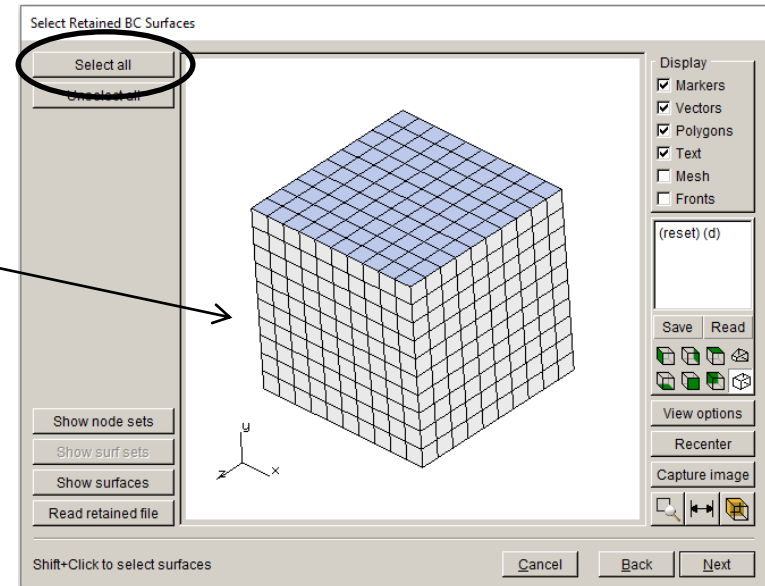 Select Retained BC Surfaces
Select all
Unselect all
Show node sets
Show surf sets
Show surfaces
Read retained file
y
z
x
Display
Markers
Vectors
Polygons
Text
Mesh
Fronts
(reset) (d)
Save Read
View options
Recenter
Capture image
Shift+Click to select surfaces
Cancel Back Next